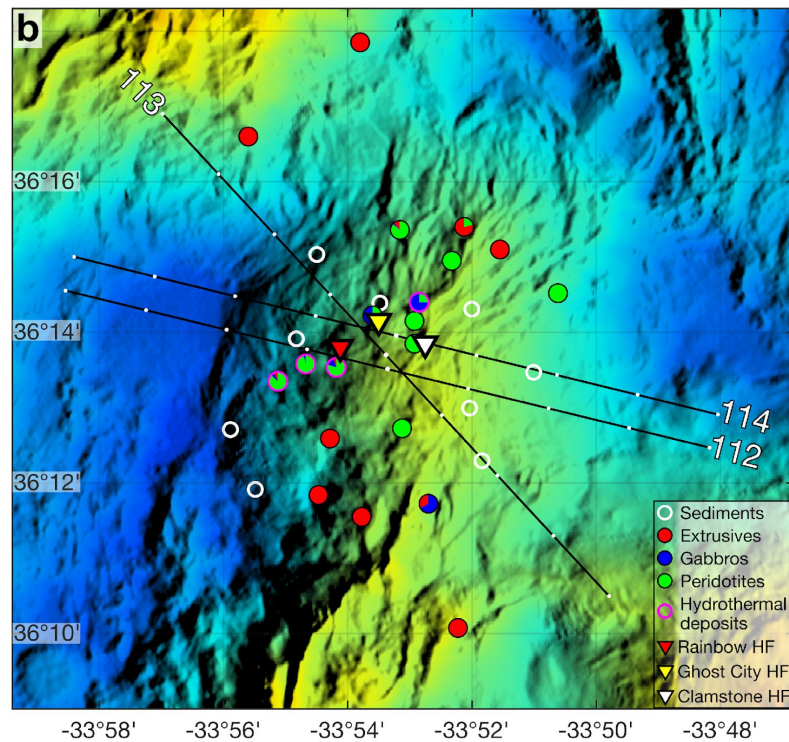 b
113
36°16'
36°14'
114
112
36°12'
36°10'
Sediments
Extrusives
Gabbros
Peridotites
Hydrothermal
deposits
Rainbow HF
Ghost City HF
Clamstone HF
-33°58' -33°56' -33°54' -33°52' -33°50' -33°48'